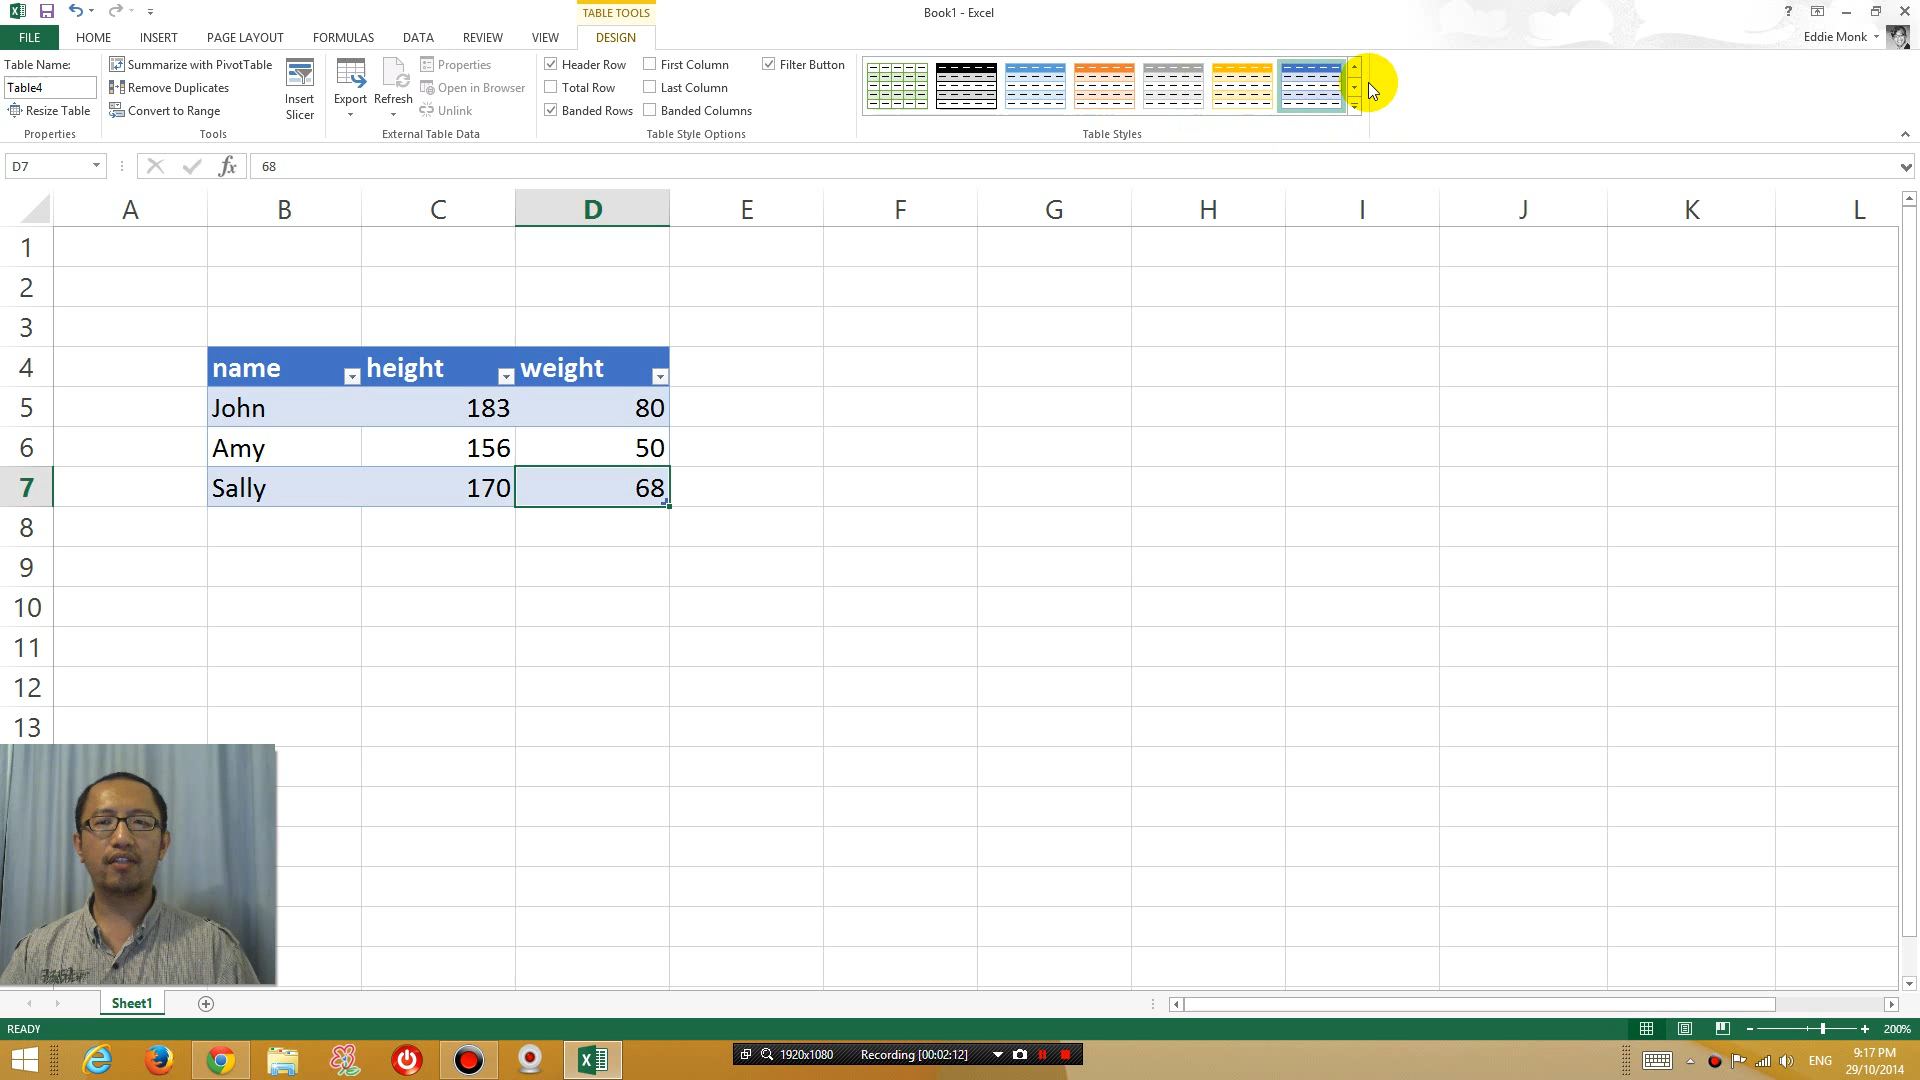 TABLE TOOLS
Book1 - Excel
?
FILE HOME INSERT PAGE LAYOUT FORMULAS DATA REVIEW VIEW DESIGN
Eddie Monk
Table Name:
Table4
Resize Table
Properties
Summarize with PivotTable
Remove Duplicates
Convert to Range
Insert
Slicer
Tools
Export
Refresh
Properties
Open in Browser
Unlink
External Table Data
Header Row
Total Row
Banded Rows
First Column
Last Column
Banded Columns
Filter Button
Table Style Options
Table Styles
D7
fx
68
A B C D E F G H I J K L
1
2
3
4 name height weight
5 John 183 80
6 Amy 156 50
7 Sally 170 68
8
9
10
11
12
13
Sheet1
READY
200%
1920x1080
Recording [00:02:12]
ENG
9:17 PM
29/10/2014